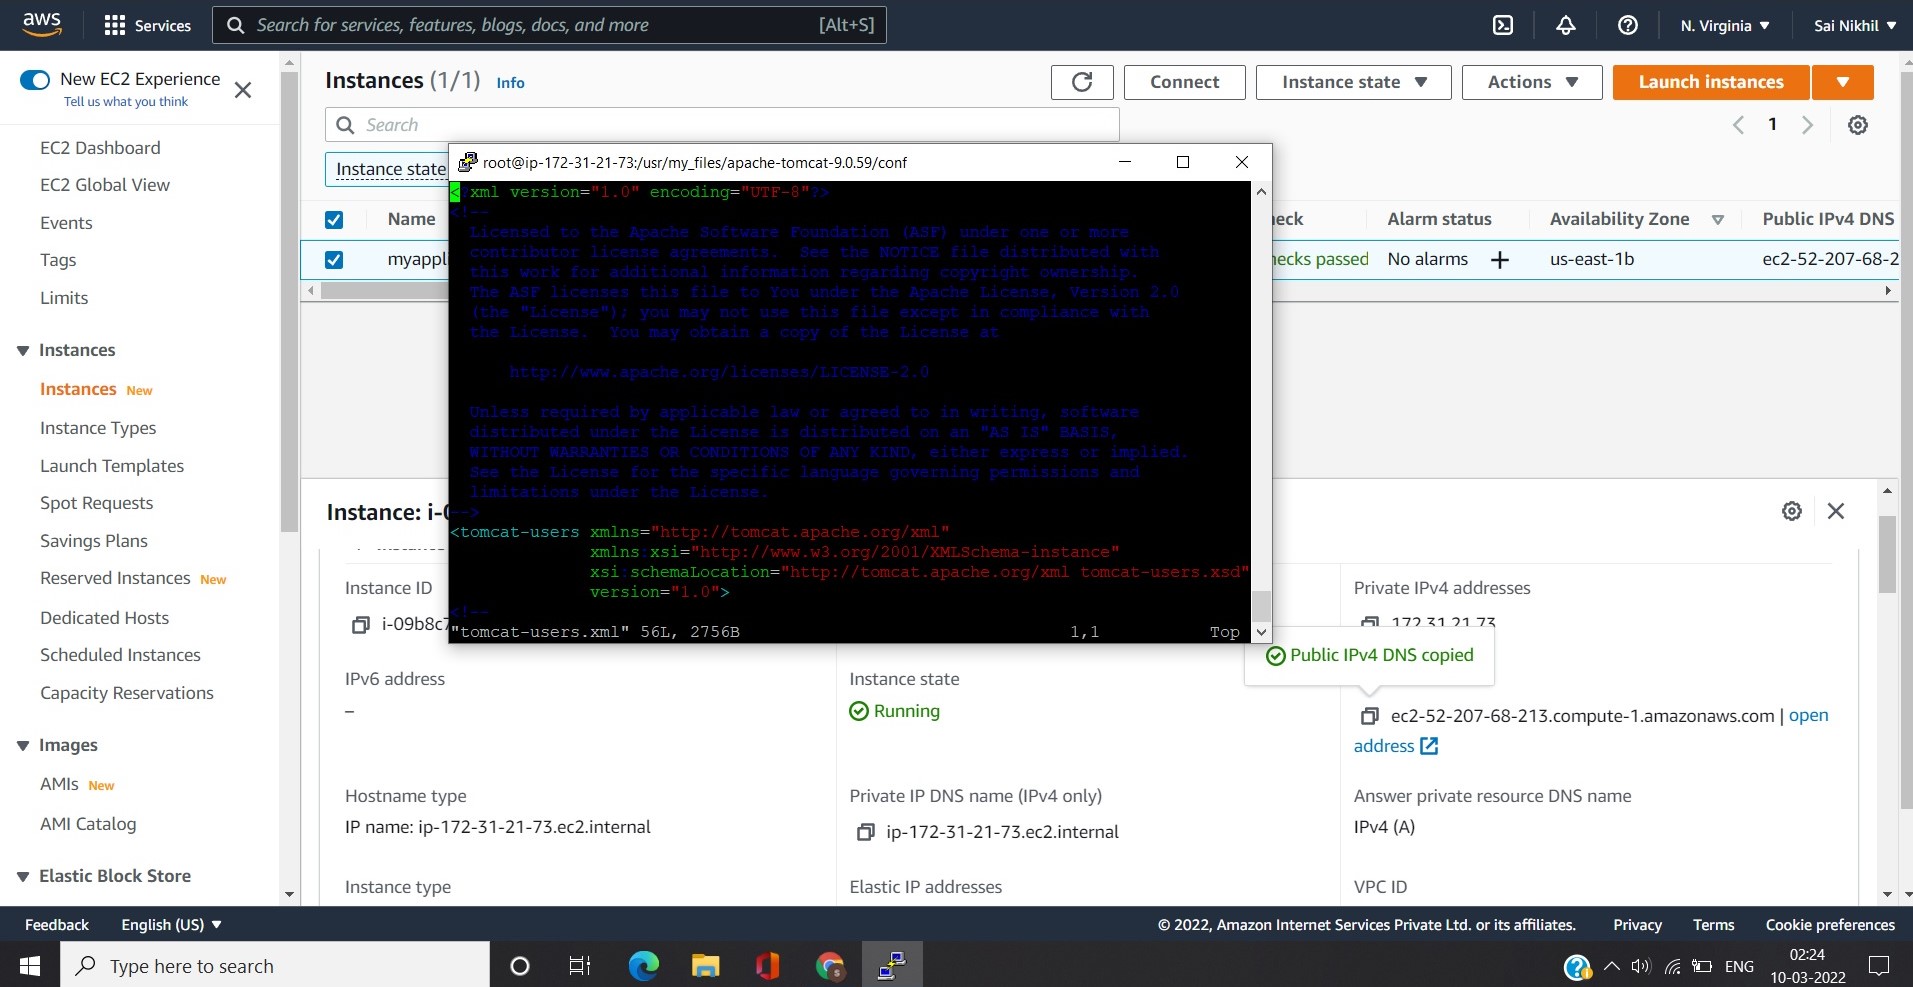 aws
Services
Search for services, features, blogs, docs, and more
[Alt+S]
N. Virginia
Sai Nikhil
New EC2 Experience
Tell us what you think
EC2 Dashboard
EC2 Global View
Events
Tags
Limits
Instances
Instances New
Instance Types
Launch Templates
Spot Requests
Savings Plans
Reserved Instances New
Dedicated Hosts
Scheduled Instances
Capacity Reservations
Images
AMIs New
AMI Catalog
Elastic Block Store
Instances (1/1) Info
Connect
Instance state
Actions
Launch instances
Search
1
Instance state
Name
Alarm status
Availability Zone
Public IPv4 DNS
myappli
hecks passed
No alarms
us-east-1b
ec2-52-207-68-2
root@ip-172-31-21-73:/usr/my_files/apache-tomcat-9.0.59/conf
<?xml version="1.0" encoding="UTF-8"?>
<!--
Licensed to the Apache Software Foundation (ASF) under one or more
contributor license agreements.  See the NOTICE file distributed with
this work for additional information regarding copyright ownership.
The ASF licenses this file to You under the Apache License, Version 2.0
(the "License"); you may not use this file except in compliance with
the License.  You may obtain a copy of the License at
http://www.apache.org/licenses/LICENSE-2.0
Unless required by applicable law or agreed to in writing, software
distributed under the License is distributed on an "AS IS" BASIS,
WITHOUT WARRANTIES OR CONDITIONS OF ANY KIND, either express or implied.
See the License for the specific language governing permissions and
limitations under the License.
-->
<tomcat-users xmlns="http://tomcat.apache.org/xml"
xmlns:xsi="http://www.w3.org/2001/XMLSchema-instance"
xsi:schemaLocation="http://tomcat.apache.org/xml tomcat-users.xsd"
version="1.0">
<!--
"tomcat-users.xml" 56L, 2756B
1,1
Top
Instance: i-0
Instance ID
i-09b8c7
Private IPv4 addresses
172.31.21.73
Public IPv4 DNS copied
IPv6 address
–
Instance state
Running
ec2-52-207-68-213.compute-1.amazonaws.com | open
address
Hostname type
IP name: ip-172-31-21-73.ec2.internal
Private IP DNS name (IPv4 only)
ip-172-31-21-73.ec2.internal
Answer private resource DNS name
IPv4 (A)
Instance type
Elastic IP addresses
VPC ID
Feedback
English (US)
© 2022, Amazon Internet Services Private Ltd. or its affiliates.
Privacy
Terms
Cookie preferences
Type here to search
ENG
02:24
10-03-2022